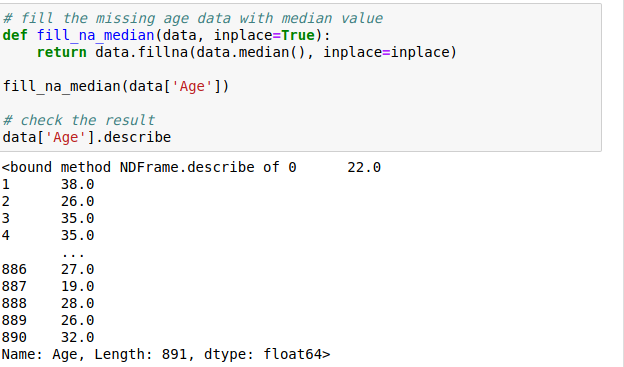 # fill the missing age data with median value
def fill_na_median(data, inplace=True):
    return data.fillna(data.median(), inplace=inplace)

fill_na_median(data['Age'])

# check the result
data['Age'].describe
<bound method NDFrame.describe of 0      22.0
1      38.0
2      26.0
3      35.0
4      35.0
       ...
886    27.0
887    19.0
888    28.0
889    26.0
890    32.0
Name: Age, Length: 891, dtype: float64>